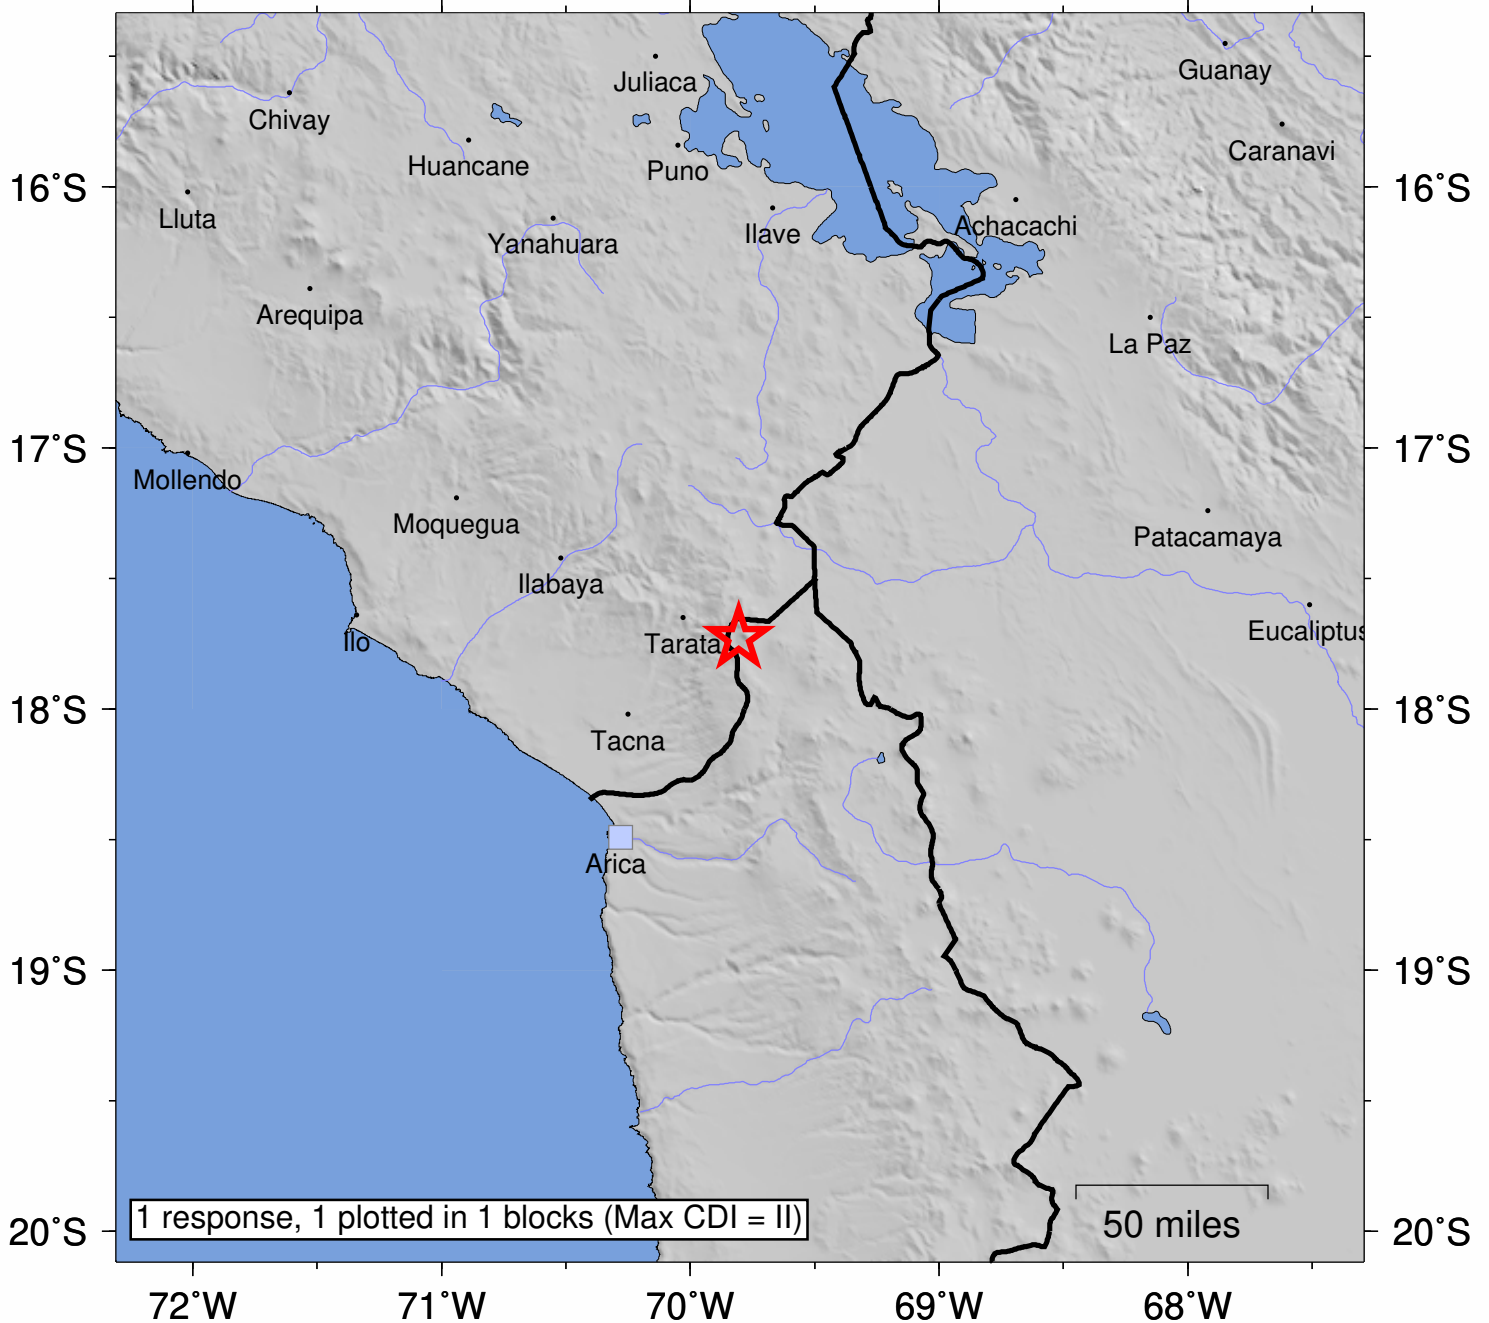 Guanay
Juliaca
Chivay
Caranavi
Huancane
Puno
16°S
16°S
Lluta
Achacachi
Ilave
Yanahuara
Arequipa
La Paz
17°S
17°S
Mollendo
Moquegua
Patacamaya
Ilabaya
Eucaliptus
Ilo
Tarata
18°S
18°S
Tacna
Arica
19°S
19°S
1 response, 1 plotted in 1 blocks (Max CDI = II)
50 miles
20°S
20°S
72°W
71°W
70°W
69°W
68°W